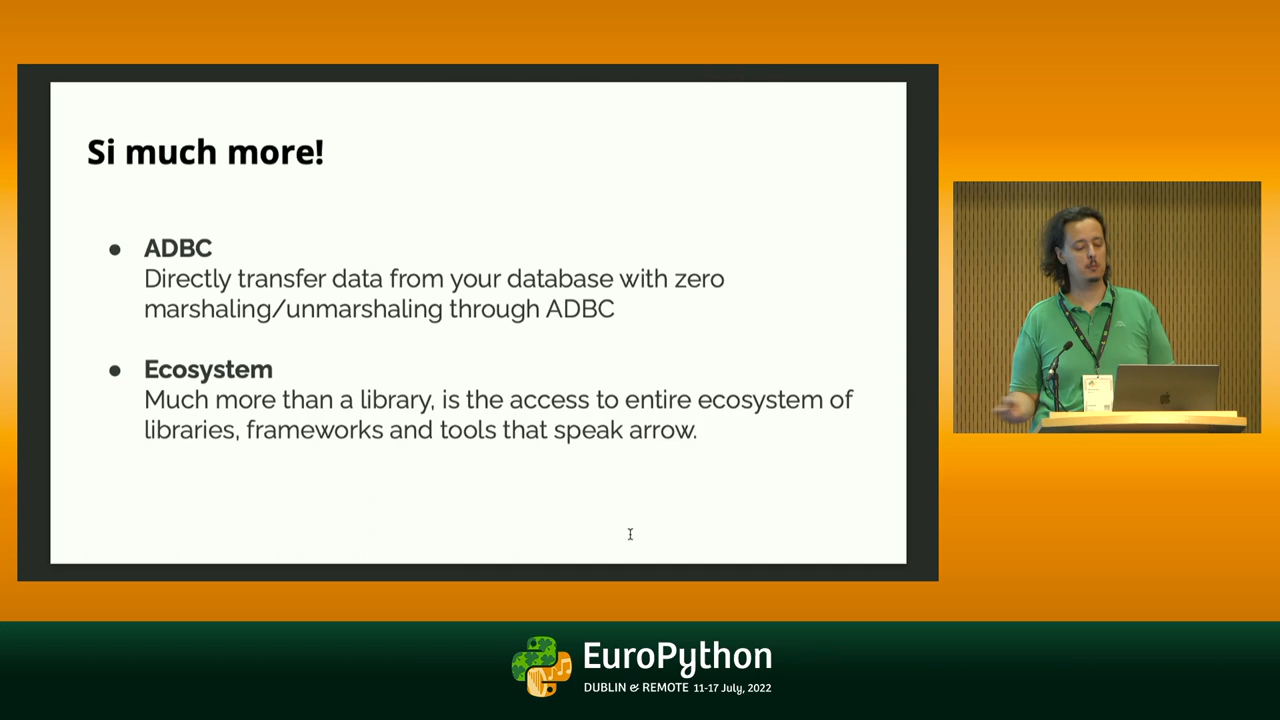 Si much more!
● ADBC
Directly transfer data from your database with zero
marshaling/unmarshaling through ADBC
● Ecosystem
Much more than a library, is the access to entire ecosystem of
libraries, frameworks and tools that speak arrow.
EuroPython
DUBLIN & REMOTE 11-17 July, 2022